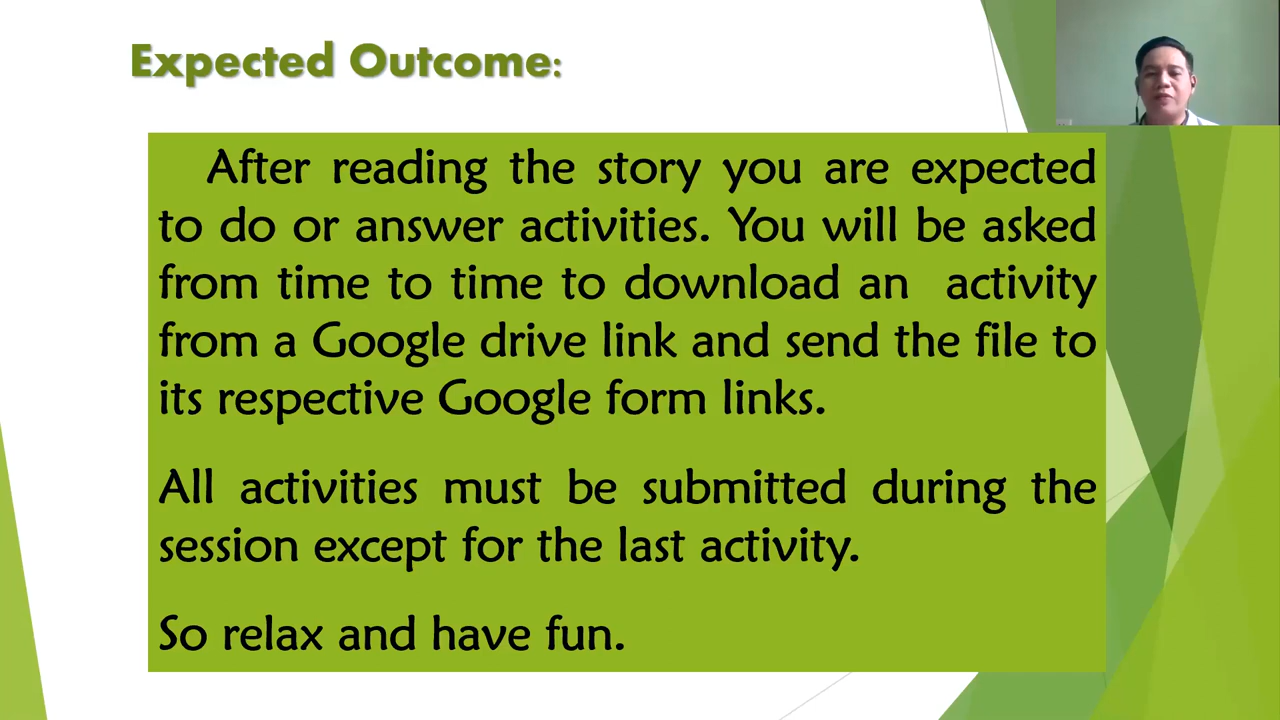 Expected Outcome:
After reading the story you are expected
to do or answer activities. You will be asked
from time to time to download an activity
from a Google drive link and send the file to
its respective Google form links.
All activities must be submitted during the
session except for the last activity.
So relax and have fun.